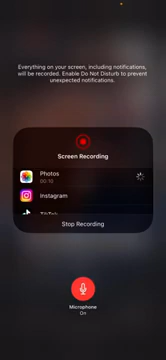 Everything on your screen, including notifications,
will be recorded. Enable Do Not Disturb to prevent
unexpected notifications.
Screen Recording
Photos
00:10
Instagram
TikTok
Stop Recording
Microphone
On